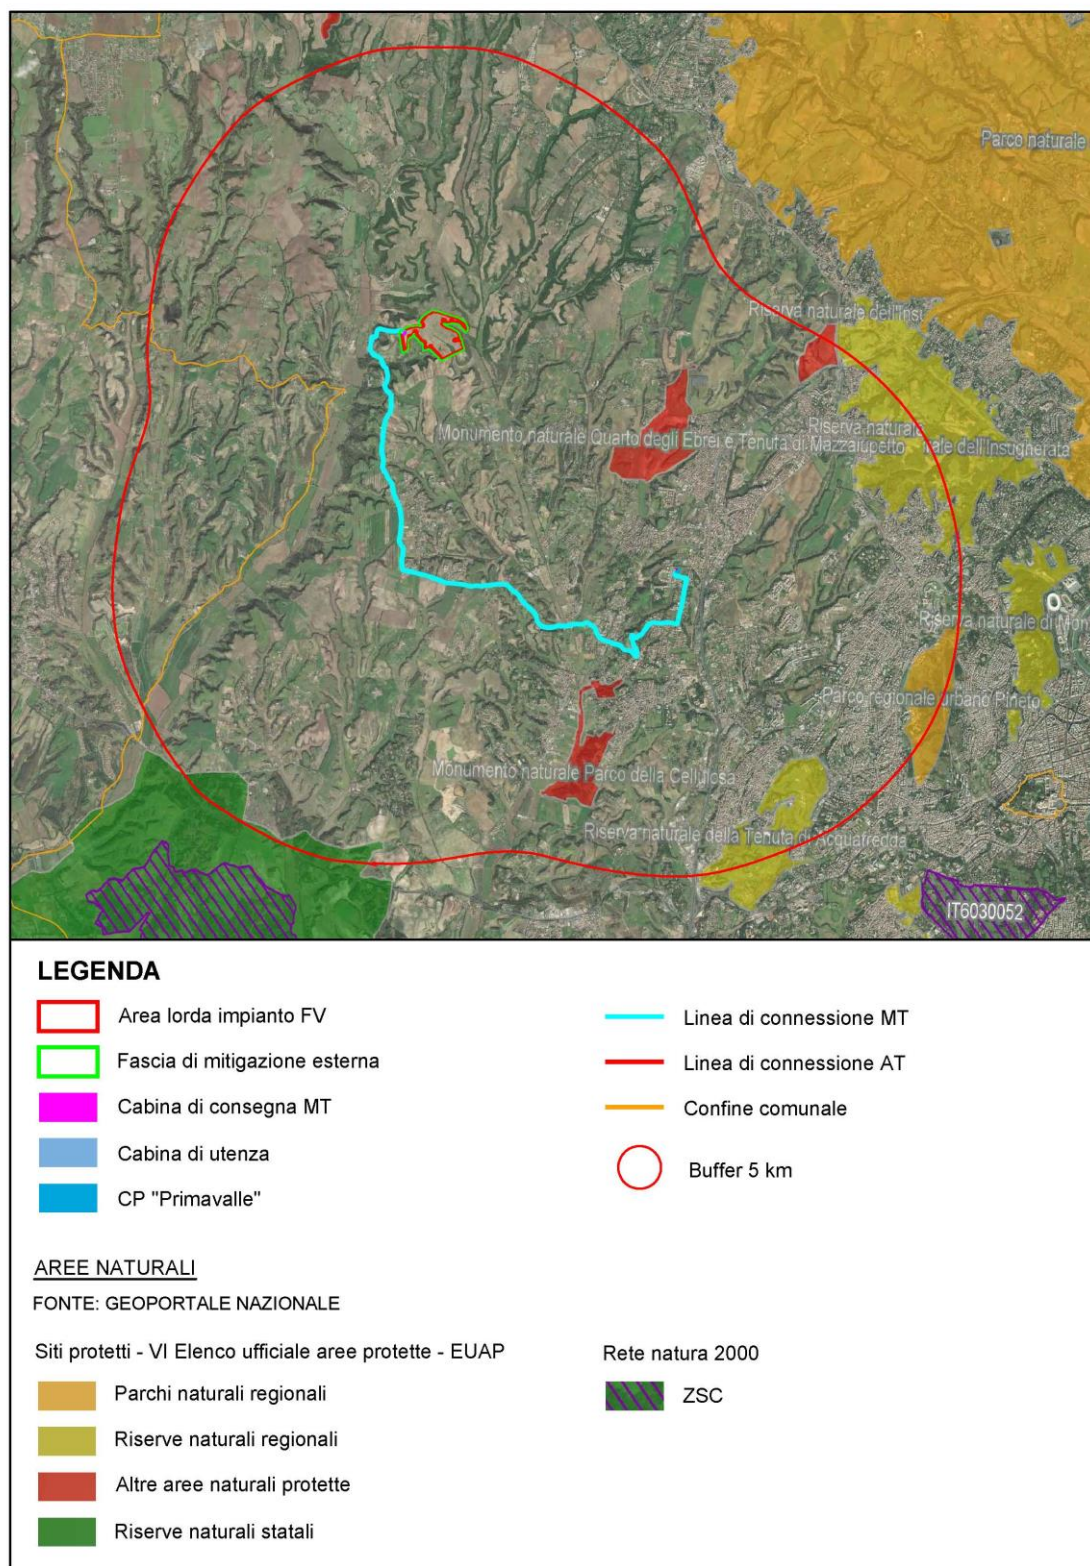 Parco naturale
Riserva naturale dell'Insu
Riserva naturale
Monumento naturale Quarto degli Ebrei e Tenuta di Mazzalupetto
rale dell'Insugherata
Riserva naturale di Mon
Parco regionale urbano Pineto
Monumento naturale Parco della Cellulosa
Riserva naturale della Tenuta di Acquafredda
IT6030052
LEGENDA
Area lorda impianto FV
Linea di connessione MT
Fascia di mitigazione esterna
Linea di connessione AT
Cabina di consegna MT
Confine comunale
Cabina di utenza
Buffer 5 km
CP "Primavalle"
AREE NATURALI
FONTE: GEOPORTALE NAZIONALE
Siti protetti - VI Elenco ufficiale aree protette - EUAP
Rete natura 2000
Parchi naturali regionali
ZSC
Riserve naturali regionali
Altre aree naturali protette
Riserve naturali statali